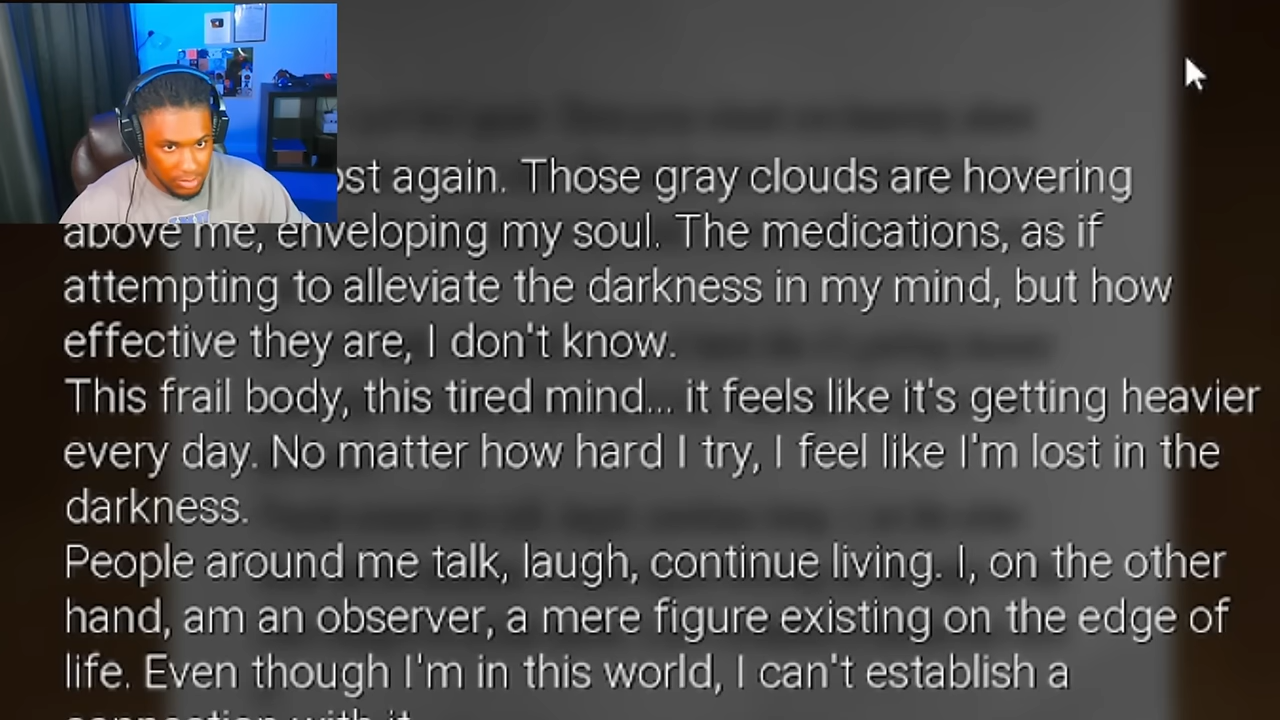 again. Those gray clouds are hovering
above me, enveloping my soul. The medications, as if
attempting to alleviate the darkness in my mind, but how
effective they are, I don't know.
This frail body, this tired mind... it feels like it's getting heavier
every day. No matter how hard I try, I feel like I'm lost in the
darkness.
People around me talk, laugh, continue living. I, on the other
hand, am an observer, a mere figure existing on the edge of
life. Even though I'm in this world, I can't establish a